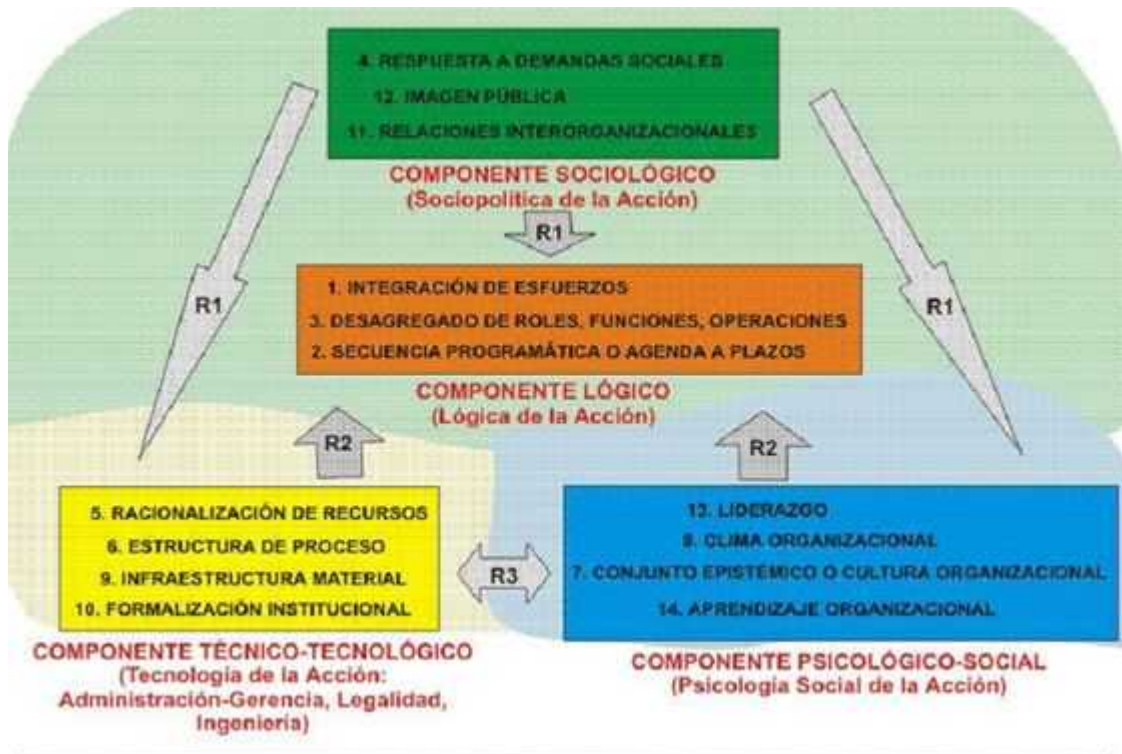 4. RESPUESTA A DEMANDAS SOCIALES
12. IMAGEN PÚBLICA
11. RELACIONES INTERORGANIZACIONALES
COMPONENTE SOCIOLÓGICO
(Sociopolítica de la Acción)
R1
R1
R1
1. INTEGRACIÓN DE ESFUERZOS
3. DESAGREGADO DE ROLES, FUNCIONES, OPERACIONES
2. SECUENCIA PROGRAMÁTICA O AGENDA A PLAZOS
COMPONENTE LÓGICO
(Lógica de la Acción)
R2
R2
5. RACIONALIZACIÓN DE RECURSOS
6. ESTRUCTURA DE PROCESO
9. INFRAESTRUCTURA MATERIAL
10. FORMALIZACIÓN INSTITUCIONAL
R3
13. LIDERAZGO
8. CLIMA ORGANIZACIONAL
7. CONJUNTO EPISTÉMICO O CULTURA ORGANIZACIONAL
14. APRENDIZAJE ORGANIZACIONAL
COMPONENTE TÉCNICO-TECNOLÓGICO
(Tecnología de la Acción:
Administración-Gerencia, Legalidad,
Ingeniería)
COMPONENTE PSICOLÓGICO-SOCIAL
(Psicología Social de la Acción)